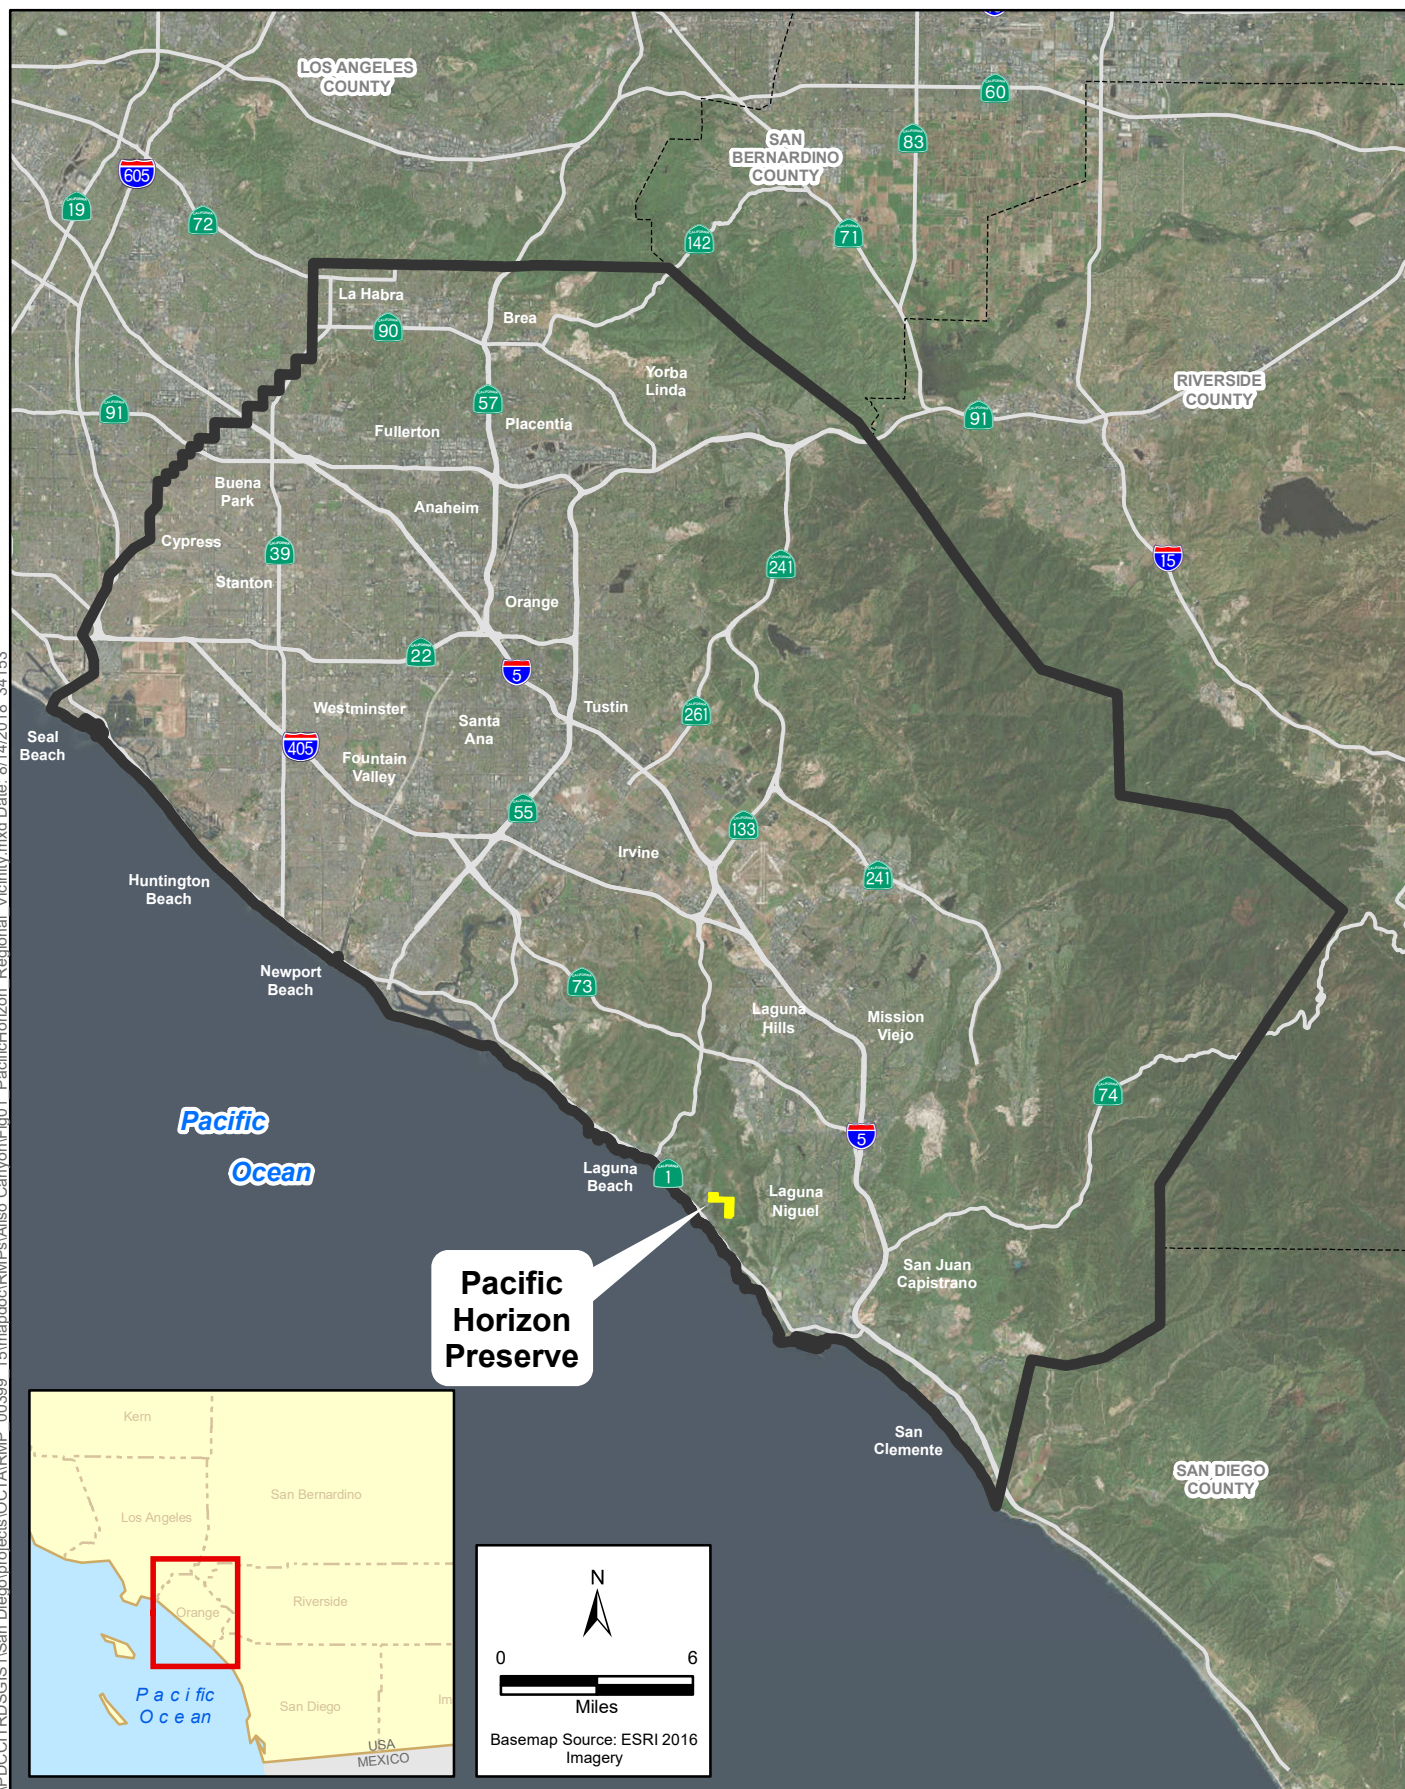 LOS ANGELES
COUNTY
SAN
BERNARDINO
COUNTY
60
83
605
19
72
142
71
La Habra
90
Brea
Yorba
Linda
RIVERSIDE
COUNTY
91
57
91
Fullerton
Placentia
Buena
Park
Anaheim
Cypress
39
Stanton
241
15
Orange
22
5
Westminster
Santa
Ana
Tustin
261
Seal
Beach
405
Fountain
Valley
55
133
Irvine
241
Huntington
Beach
Newport
Beach
73
Laguna
Hills
Mission
Viejo
74
Pacific
Ocean
5
Laguna
Beach
1
Laguna
Niguel
San Juan
Capistrano
Pacific
Horizon
Preserve
San
Clemente
SAN DIEGO
COUNTY
Kern
San Bernardino
Los Angeles
Orange
Riverside
Pacific
Ocean
San Diego
Im
USA
MEXICO
N
0 6
Miles
Basemap Source: ESRI 2016
Imagery